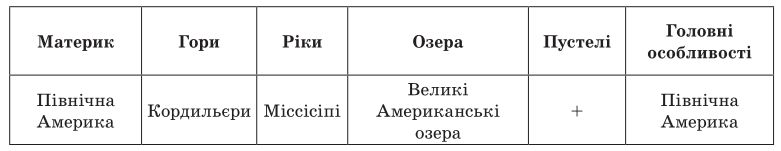 Материк
Гори
Ріки
Озера
Пустелі
Головні
особливості
Північна
Америка
Кордильєри
Міссісіпі
Великі
Американські
озера
+
Північна
Америка